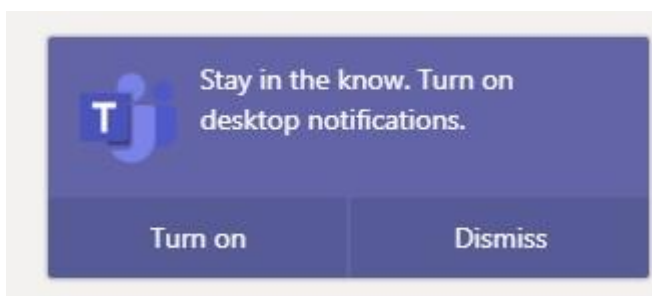 Stay in the know. Turn on
desktop notifications.
T
Turn on
Dismiss